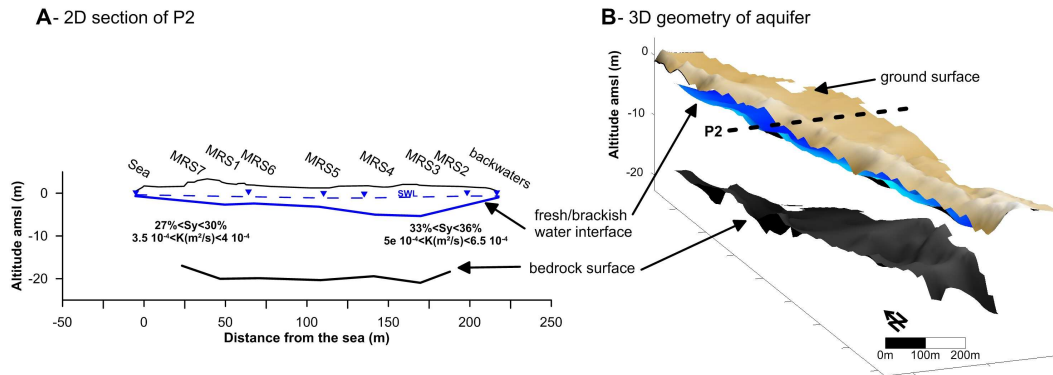 A- 2D section of P2
Altitude amsl (m)
10
0
-10
-20
-50
0
50
100
150
200
250
Distance from the sea (m)
Sea
MRS7
MRS1
MRS6
MRS5
MRS4
MRS3
MRS2
backwaters
SWL
27%<Sy<30%
3.5 10⁻⁴<K(m²/s)<4 10⁻⁴
33%<Sy<36%
5e 10⁻⁴<K(m²/s)<6.5 10⁻⁴
fresh/brackish
water interface
bedrock surface
B- 3D geometry of aquifer
Altitude amsl (m)
0
-10
-20
ground surface
P2
N
0m 100m 200m